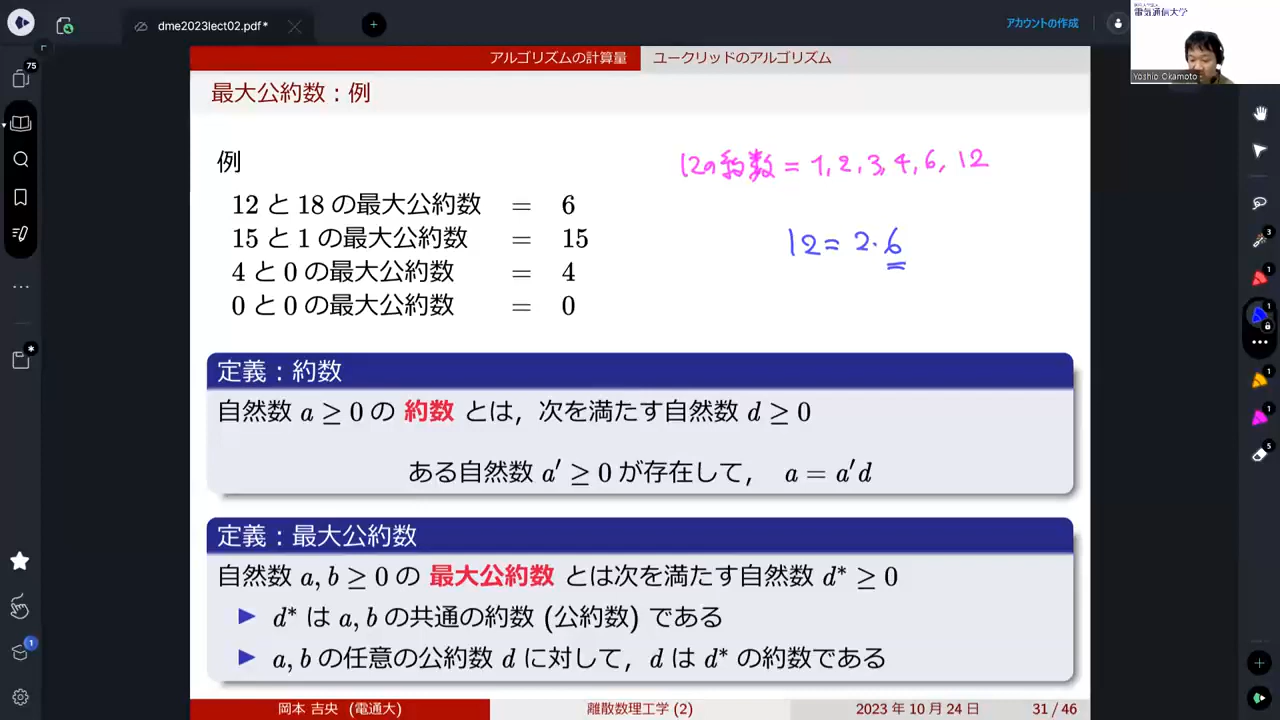 dme2023lect02.pdf*
アカウントの作成
電気通信大学
Yoshio Okamoto
75
アルゴリズムの計算量
ユークリッドのアルゴリズム
最大公約数：例
例
12の約数 = 1, 2, 3, 4, 6, 12
12 と 18 の最大公約数 = 6
15 と 1 の最大公約数 = 15
12 = 2・6
4 と 0 の最大公約数 = 4
0 と 0 の最大公約数 = 0
定義：約数
自然数 a ≥ 0 の 約数 とは，次を満たす自然数 d ≥ 0
ある自然数 a′ ≥ 0 が存在して， a = a′d
定義：最大公約数
自然数 a, b ≥ 0 の 最大公約数 とは次を満たす自然数 d* ≥ 0
▶ d* は a, b の共通の約数 (公約数) である
▶ a, b の任意の公約数 d に対して，d は d* の約数である
岡本 吉央 (電通大)
離散数理工学 (2)
2023 年 10 月 24 日
31 / 46
3
1
1
1
1
5
1